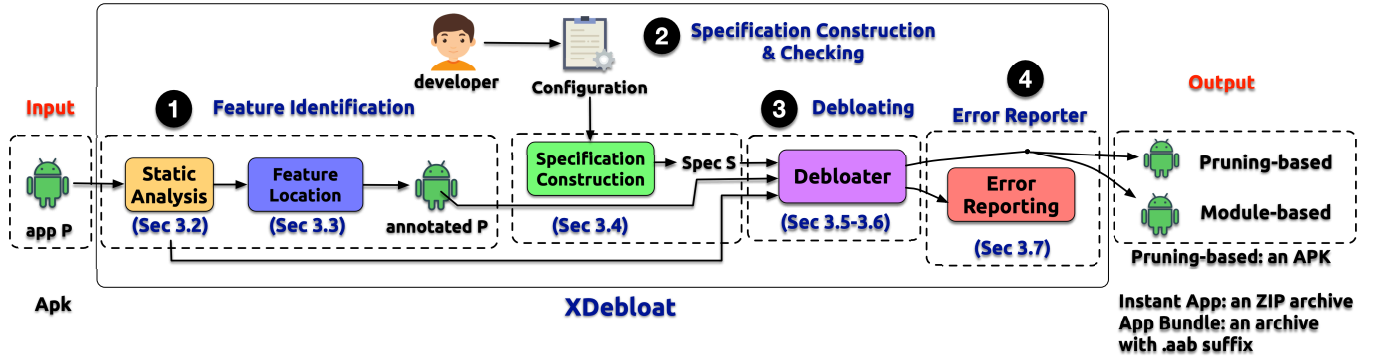 Input
app P
Apk
1
Feature Identification
Static
Analysis
(Sec 3.2)
Feature
Location
(Sec 3.3)
annotated P
developer
Configuration
2
Specification Construction
& Checking
Specification
Construction
Spec S
(Sec 3.4)
3
Debloating
Debloater
(Sec 3.5-3.6)
4
Error Reporter
Error
Reporting
(Sec 3.7)
XDebloat
Output
Pruning-based
Module-based
Pruning-based: an APK
Instant App: an ZIP archive
App Bundle: an archive
with .aab suffix